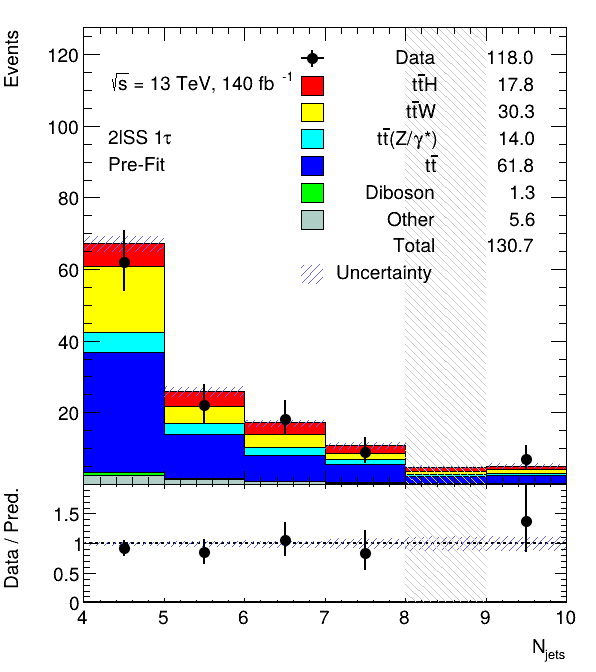 Events
120
100
80
60
40
20
√s = 13 TeV, 140 fb⁻¹
2lSS 1τ
Pre-Fit
Data 118.0
tt̄H 17.8
tt̄W 30.3
tt̄(Z/γ*) 14.0
tt̄ 61.8
Diboson 1.3
Other 5.6
Total 130.7
Uncertainty
Data / Pred.
1.5
1
0.5
0
4 5 6 7 8 9 10
N_jets